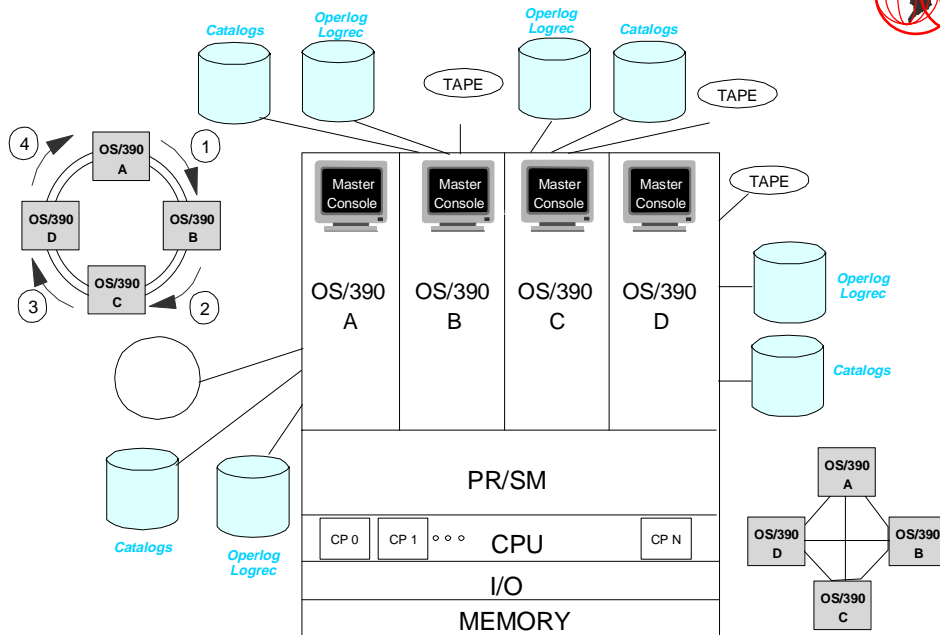 Catalogs
Operlog
Logrec
Operlog
Logrec
Catalogs
TAPE
TAPE
TAPE
4
1
3
2
OS/390
A
OS/390
D
OS/390
B
OS/390
C
Master
Console
Master
Console
Master
Console
Master
Console
OS/390
A
OS/390
B
OS/390
C
OS/390
D
Operlog
Logrec
Catalogs
Catalogs
Operlog
Logrec
PR/SM
CP 0
CP 1
CPU
CP N
I/O
MEMORY
OS/390
A
OS/390
D
OS/390
B
OS/390
C